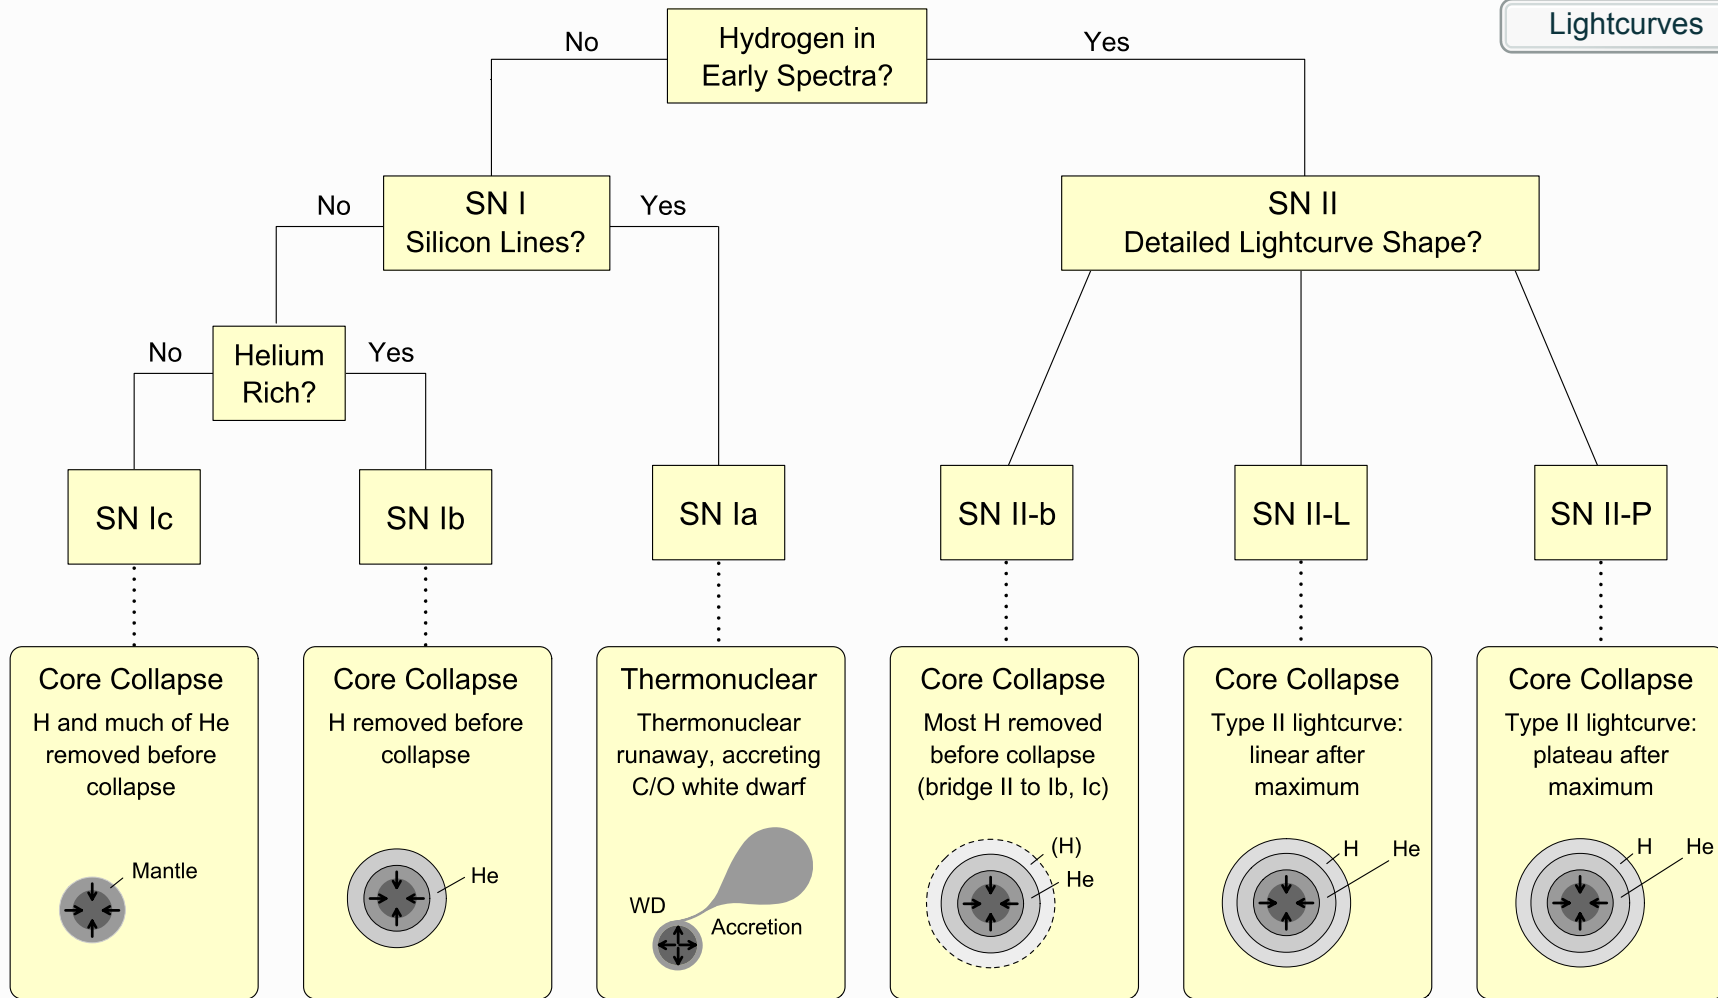 Lightcurves
Hydrogen in
Early Spectra?
No
Yes
SN I
Silicon Lines?
No
Yes
SN II
Detailed Lightcurve Shape?
Helium
Rich?
No
Yes
SN Ic
SN Ib
SN Ia
SN II-b
SN II-L
SN II-P
Core Collapse
H and much of He
removed before
collapse
Mantle
Core Collapse
H removed before
collapse
He
Thermonuclear
Thermonuclear
runaway, accreting
C/O white dwarf
WD
Accretion
Core Collapse
Most H removed
before collapse
(bridge II to Ib, Ic)
(H)
He
Core Collapse
Type II lightcurve:
linear after
maximum
H
He
Core Collapse
Type II lightcurve:
plateau after
maximum
H
He